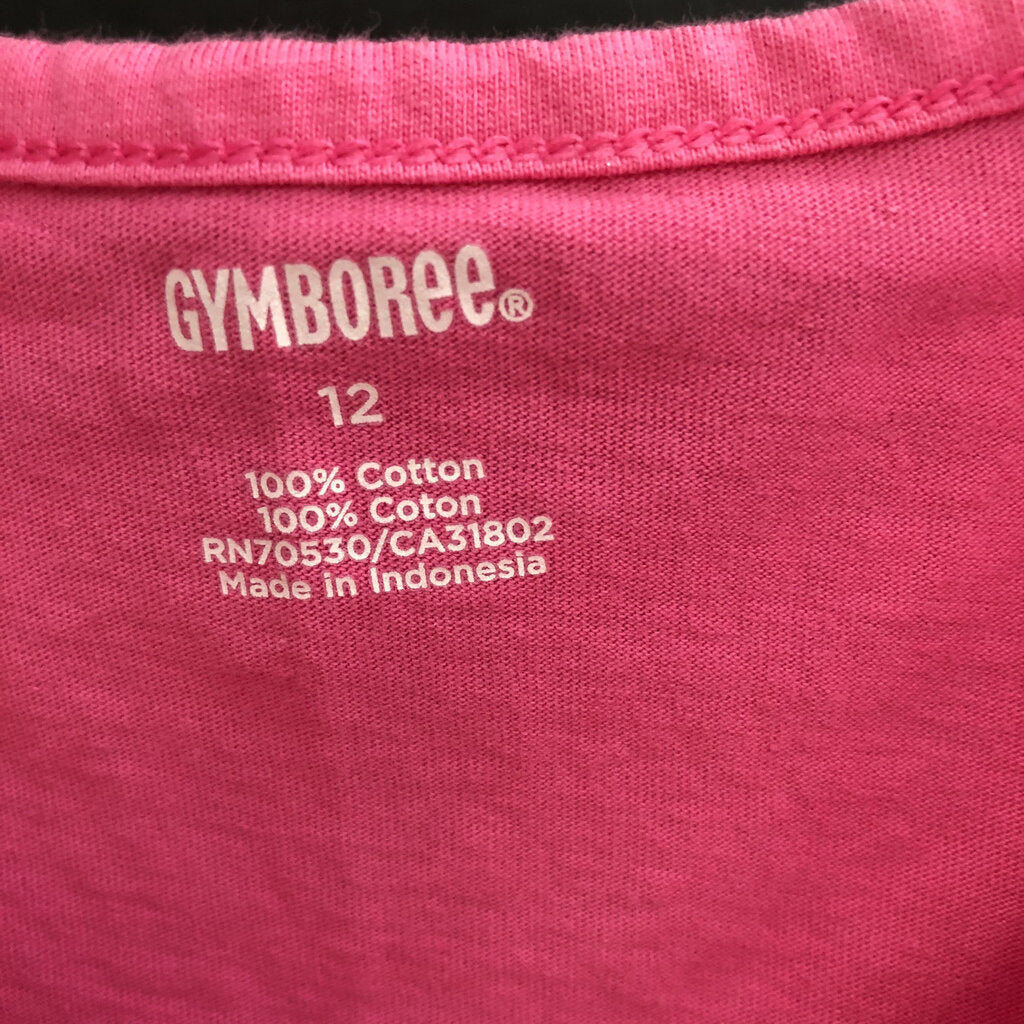 GYMBOREE®
12
100% Cotton
100% Coton
RN70530/CA31802
Made in Indonesia